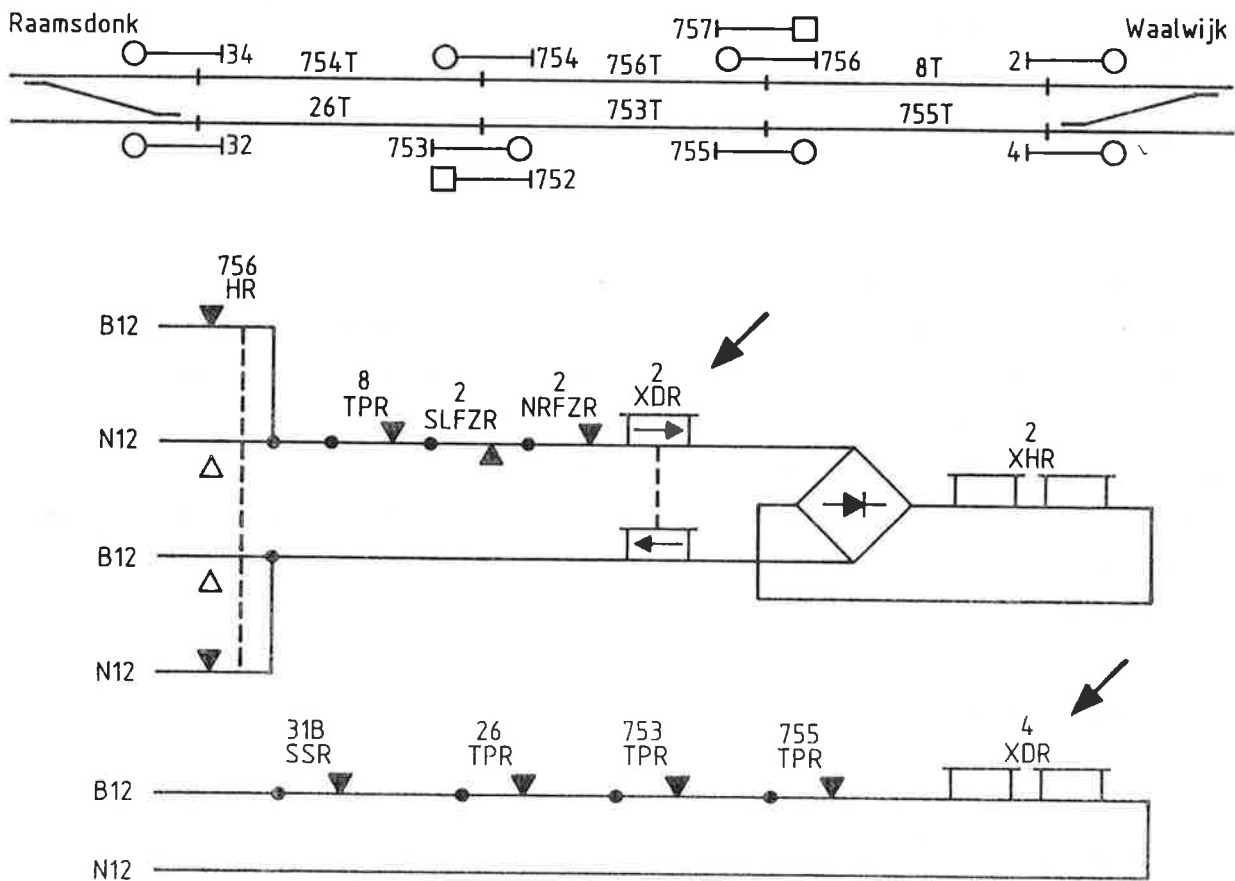 Raamsdonk
757
Waalwijk
34
754T
754
756T
756
8T
2
26T
753T
755T
32
753
755
4
752
756
HR
B12
8
TPR
2
SLFZR
2
NRFZR
2
XDR
N12
2
XHR
B12
N12
31B
SSR
26
TPR
753
TPR
755
TPR
4
XDR
B12
N12